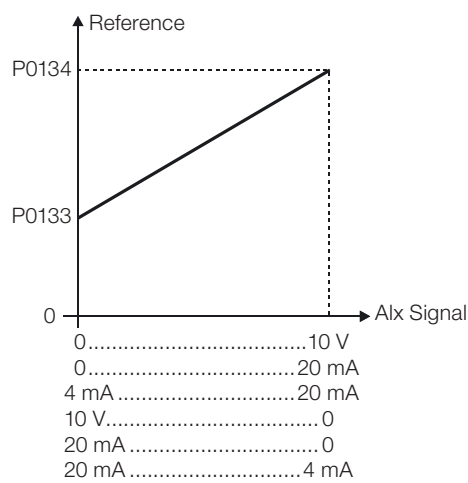 Reference
P0134
P0133
0
AIx Signal
0.................................10 V
0................................20 mA
4 mA............................20 mA
10 V.................................0
20 mA..............................0
20 mA..........................4 mA